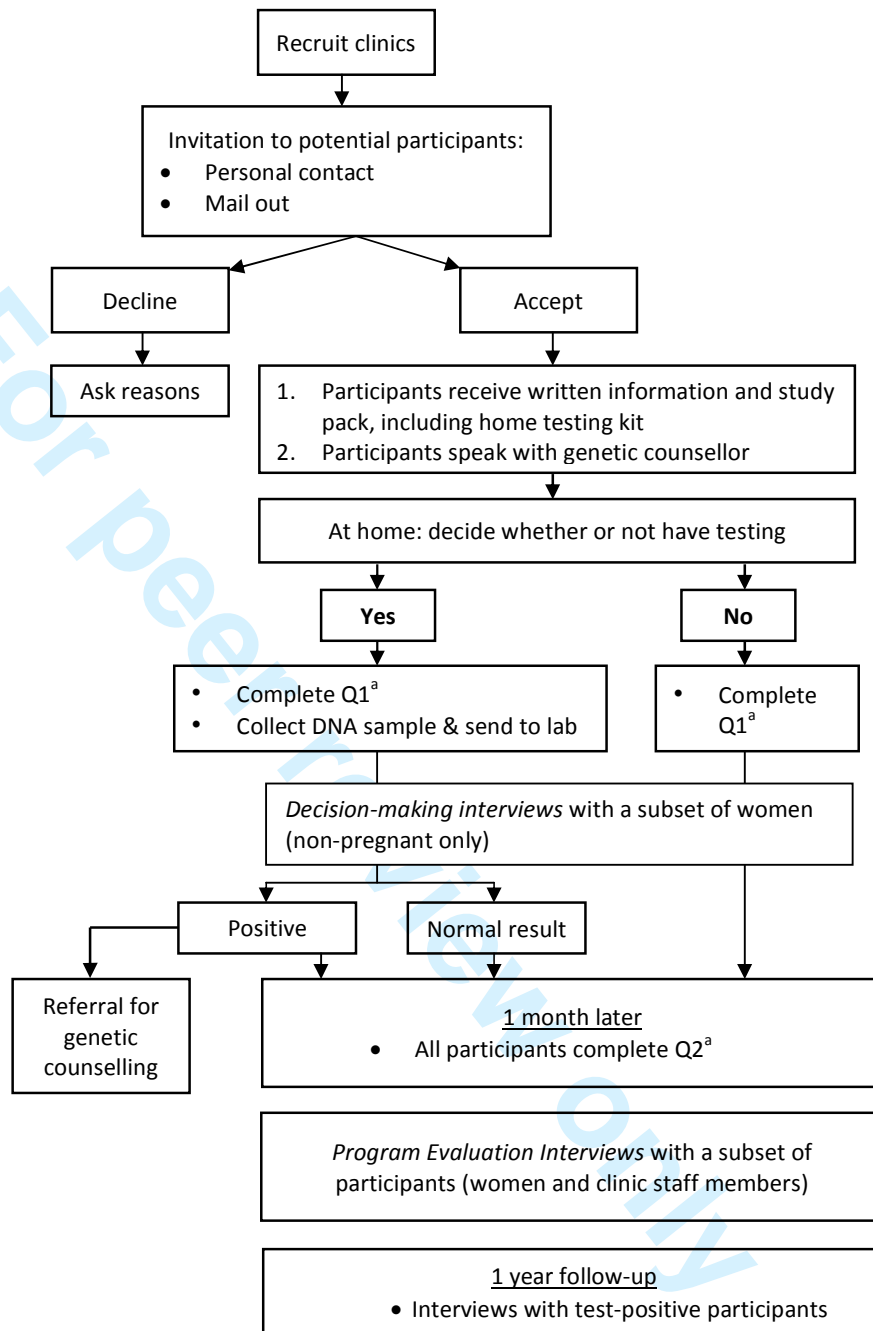 Recruit clinics
Invitation to potential participants:
• Personal contact
• Mail out
Decline
Accept
Ask reasons
1. Participants receive written information and study
pack, including home testing kit
2. Participants speak with genetic counsellor
At home: decide whether or not have testing
Yes
No
• Complete Q1ᵃ
• Collect DNA sample & send to lab
• Complete
Q1ᵃ
Decision-making interviews with a subset of women
(non-pregnant only)
Positive
Normal result
Referral for
genetic
counselling
1 month later
• All participants complete Q2ᵃ
Program Evaluation Interviews with a subset of
participants (women and clinic staff members)
1 year follow-up
• Interviews with test-positive participants
For peer review only